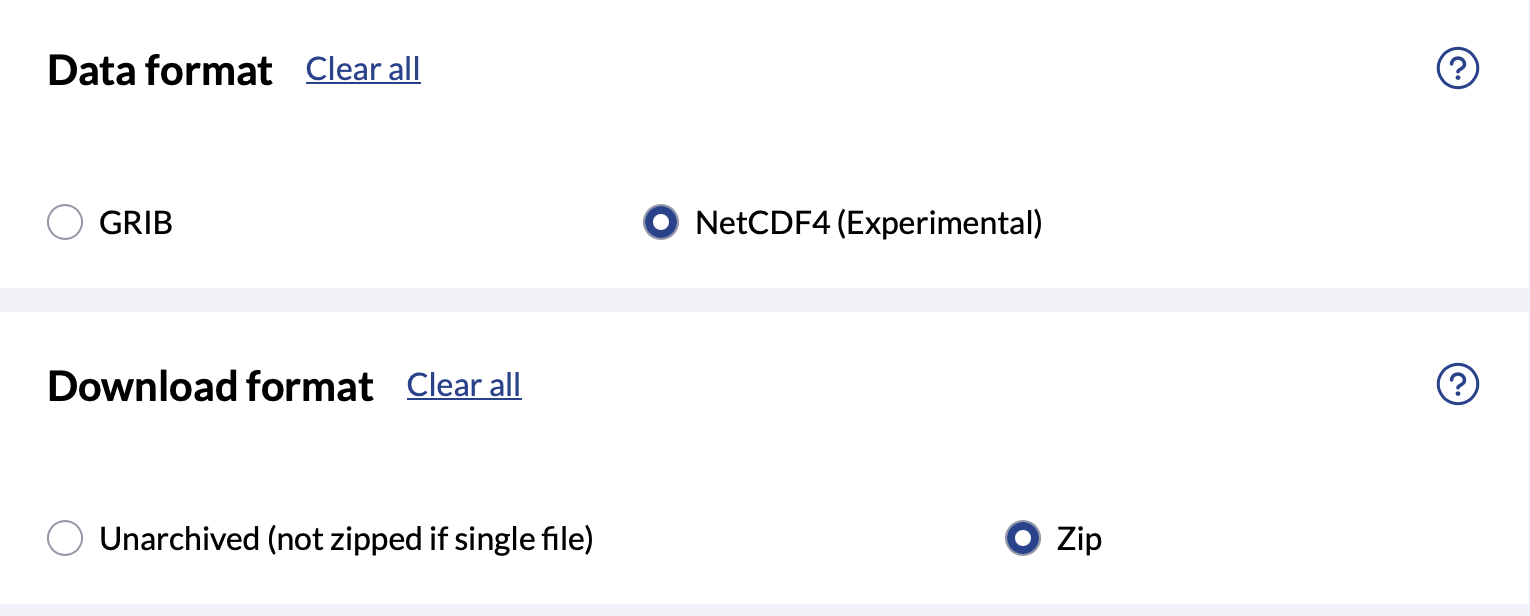 Data format Clear all ?
GRIB NetCDF4 (Experimental)
Download format Clear all ?
Unarchived (not zipped if single file) Zip